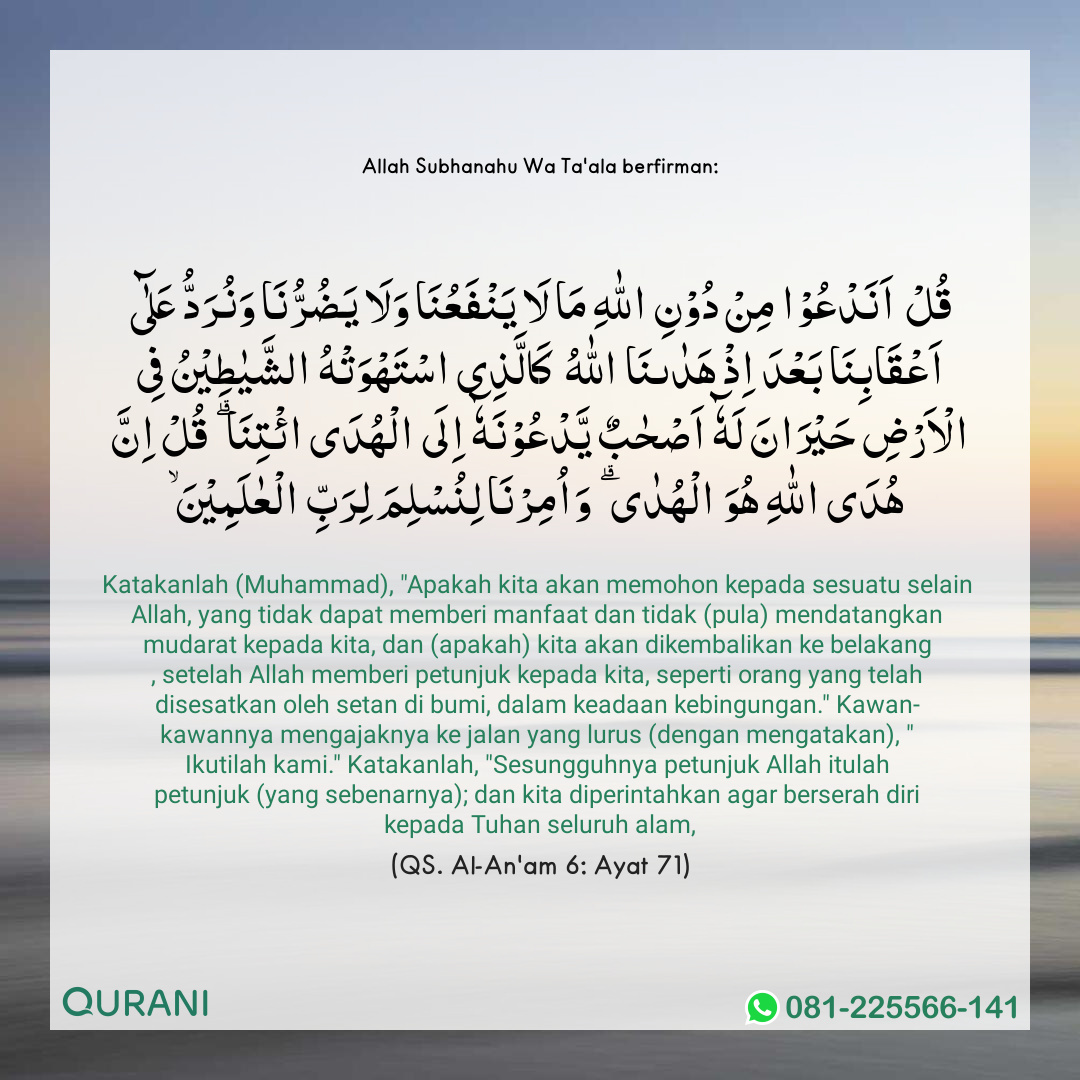 Allah Subhanahu Wa Ta'ala berfirman:
قُلْ اَنَدْعُوْا مِنْ دُوْنِ اللّٰهِ مَا لَا يَنْفَعُنَا وَلَا يَضُرُّنَا وَنُرَدُّ عَلٰۤى
اَعْقَابِنَا بَعْدَ اِذْ هَدٰٮنَا اللّٰهُ كَالَّذِى اسْتَهْوَتْهُ الشَّيٰطِيْنُ فِى
الْاَرْضِ حَيْرَانَ لَهٗۤ اَصْحٰبٌ يَّدْعُوْنَهٗۤ اِلَى الْهُدَى ائْتِنَا ۗ قُلْ اِنَّ
هُدَى اللّٰهِ هُوَ الْهُدٰى ۗ وَاُمِرْنَا لِنُسْلِمَ لِرَبِّ الْعٰلَمِيْنَ ۙ
Katakanlah (Muhammad), "Apakah kita akan memohon kepada sesuatu selain
Allah, yang tidak dapat memberi manfaat dan tidak (pula) mendatangkan
mudarat kepada kita, dan (apakah) kita akan dikembalikan ke belakang
, setelah Allah memberi petunjuk kepada kita, seperti orang yang telah
disesatkan oleh setan di bumi, dalam keadaan kebingungan." Kawan-
kawannya mengajaknya ke jalan yang lurus (dengan mengatakan), "
Ikutilah kami." Katakanlah, "Sesungguhnya petunjuk Allah itulah
petunjuk (yang sebenarnya); dan kita diperintahkan agar berserah diri
kepada Tuhan seluruh alam,
(QS. Al-An'am 6: Ayat 71)
QURANI
081-225566-141